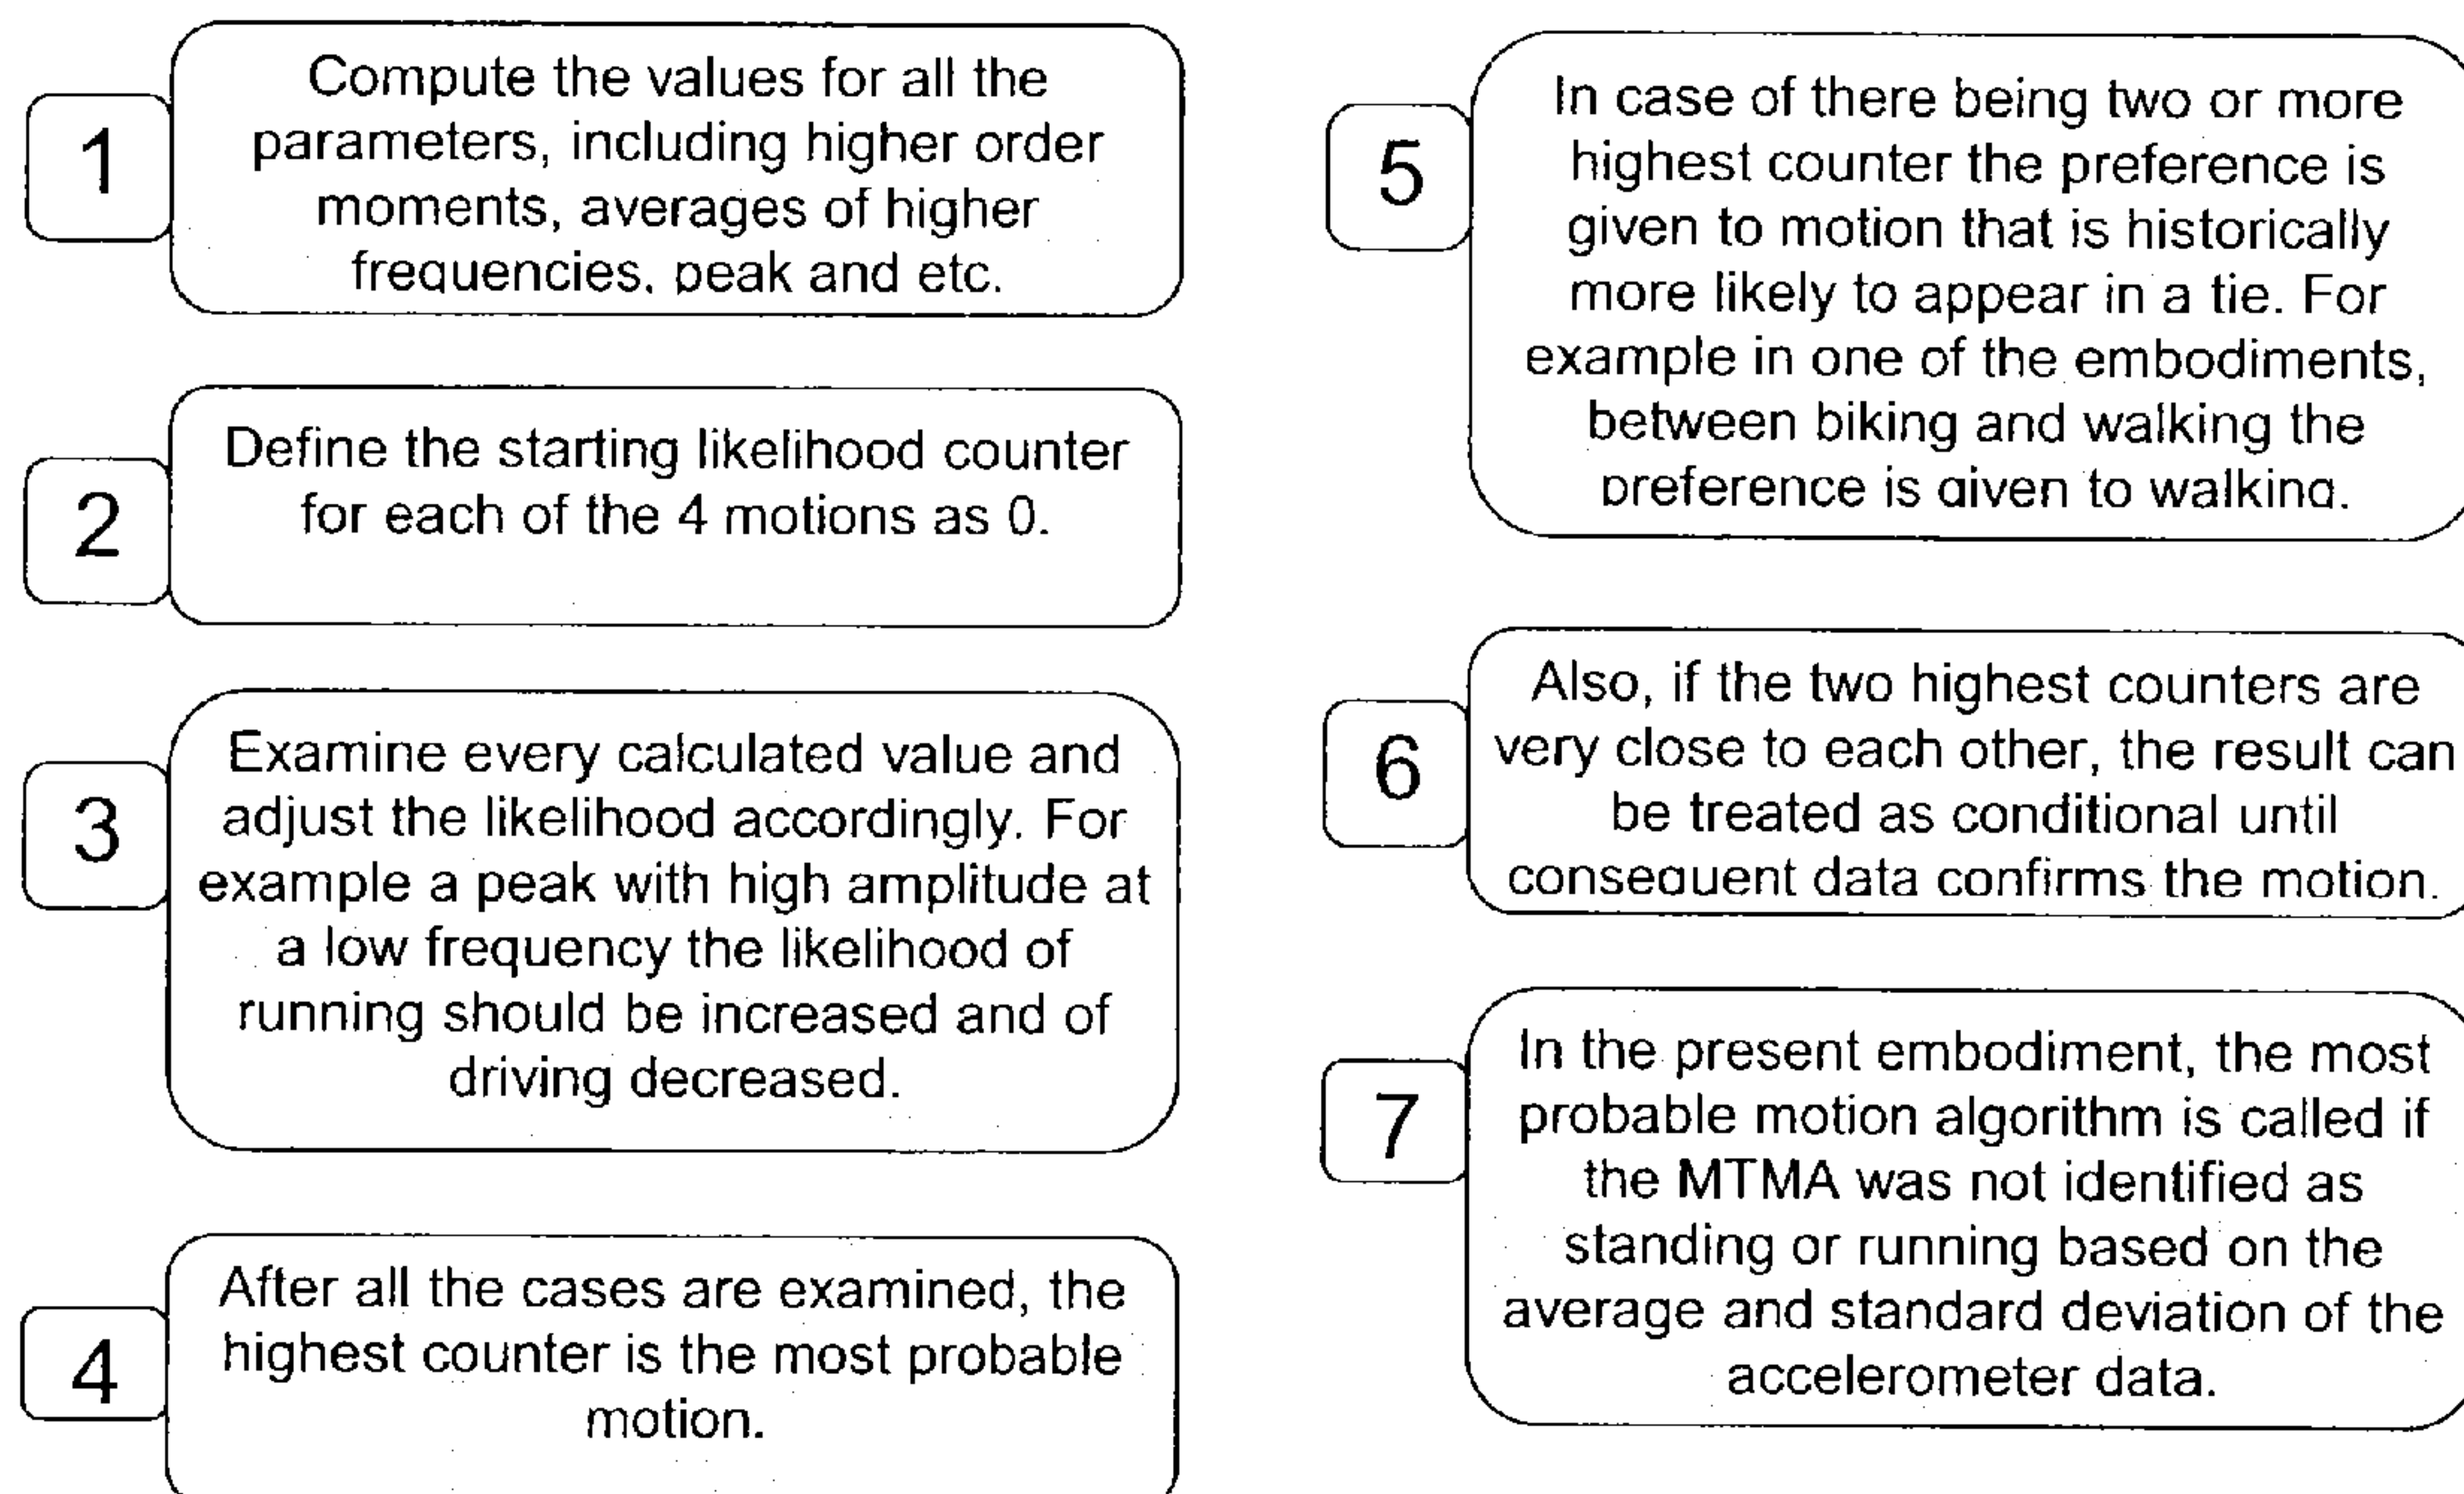 1
Compute the values for all the
parameters, including higher order
moments, averages of higher
frequencies, peak and etc.
2
Define the starting likelihood counter
for each of the 4 motions as 0.
3
Examine every calculated value and
adjust the likelihood accordingly. For
example a peak with high amplitude at
a low frequency the likelihood of
running should be increased and of
driving decreased.
4
After all the cases are examined, the
highest counter is the most probable
motion.
5
In case of there being two or more
highest counter the preference is
given to motion that is historically
more likely to appear in a tie. For
example in one of the embodiments,
between biking and walking the
preference is given to walking.
6
Also, if the two highest counters are
very close to each other, the result can
be treated as conditional until
consequent data confirms the motion.
7
In the present embodiment, the most
probable motion algorithm is called if
the MTMA was not identified as
standing or running based on the
average and standard deviation of the
accelerometer data.